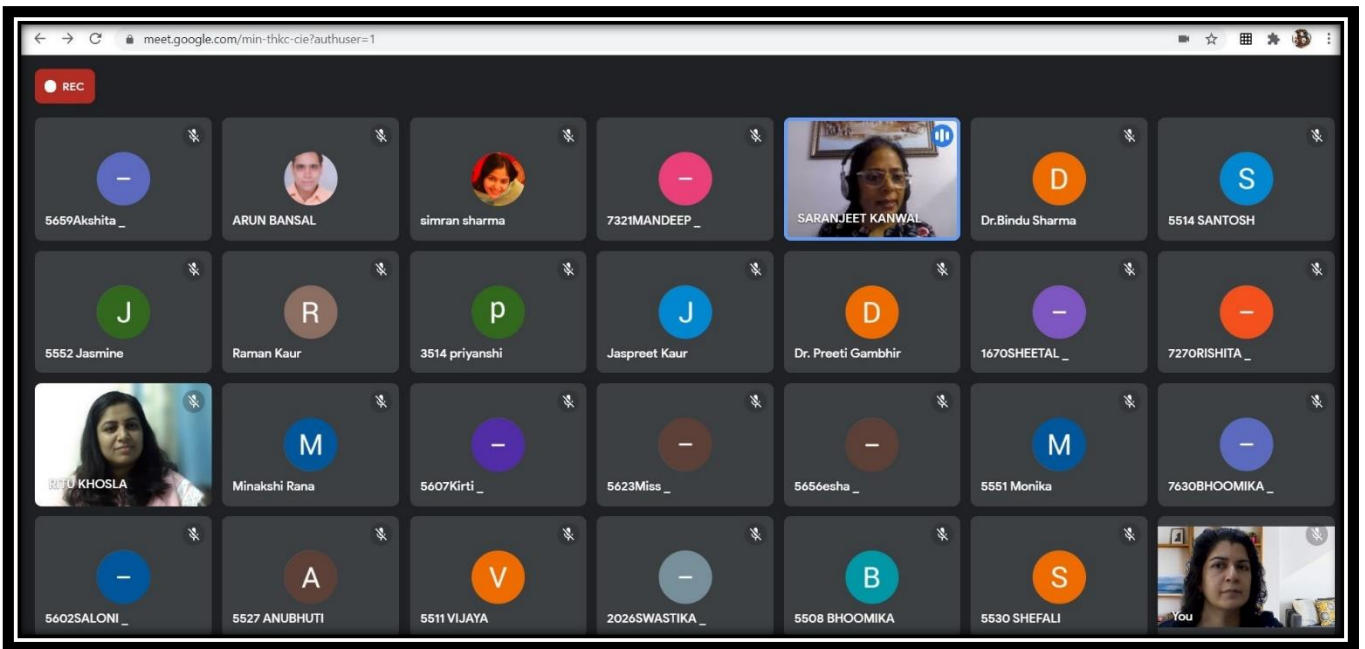 meet.google.com/min-thkc-cie?authuser=1
REC
5659Akshita _
ARUN BANSAL
simran sharma
7321MANDEEP _
SARANJEET KANWAL
D
Dr.Bindu Sharma
S
5514 SANTOSH
J
5552 Jasmine
R
Raman Kaur
p
3514 priyanshi
J
Jaspreet Kaur
D
Dr. Preeti Gambhir
1670SHEETAL _
7270RISHITA _
RITU KHOSLA
M
Minakshi Rana
5607Kirti _
5623Miss _
5656esha _
M
5551 Monika
7630BHOOMIKA _
5602SALONI _
A
5527 ANUBHUTI
V
5511 VIJAYA
2026SWASTIKA _
B
5508 BHOOMIKA
S
5530 SHEFALI
You